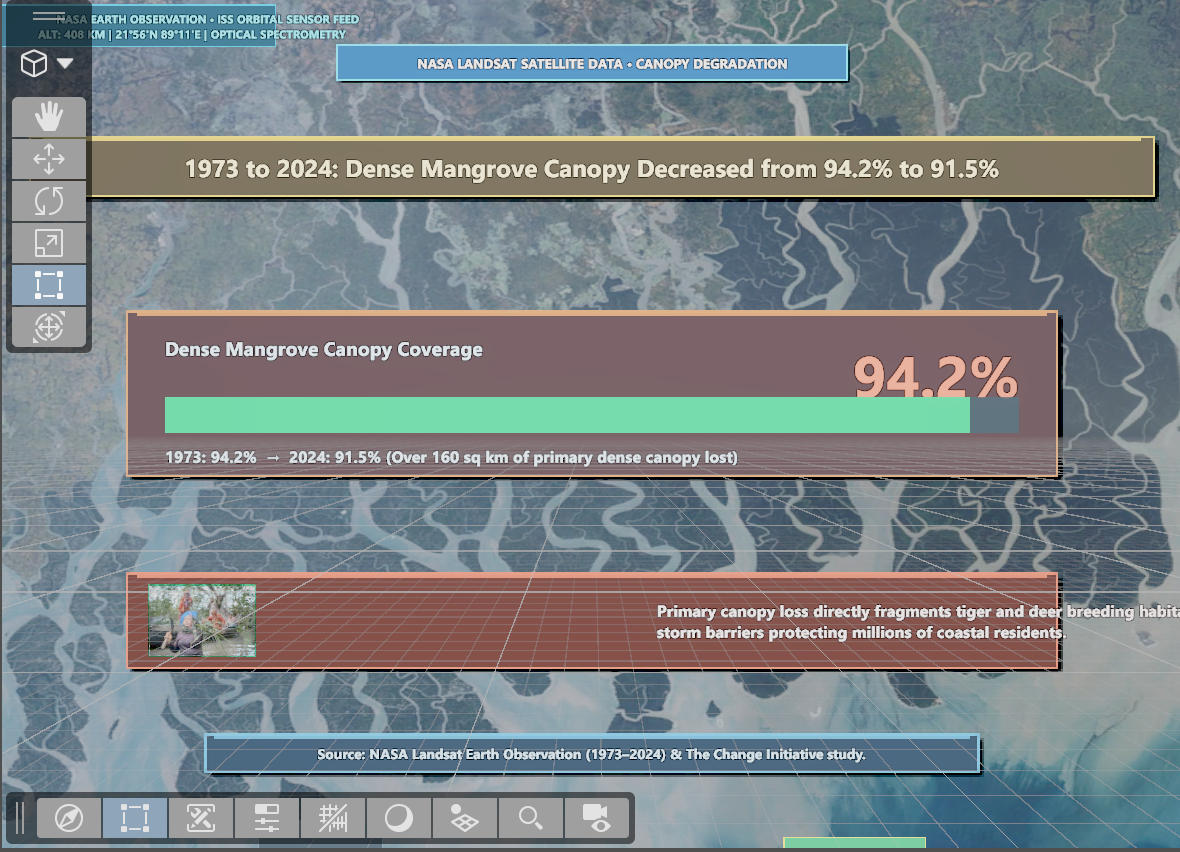 NASA EARTH OBSERVATION • ISS ORBITAL SENSOR FEED
ALT: 408 KM | 21°56'N 89°11'E | OPTICAL SPECTROMETRY
NASA LANDSAT SATELLITE DATA • CANOPY DEGRADATION
1973 to 2024: Dense Mangrove Canopy Decreased from 94.2% to 91.5%
Dense Mangrove Canopy Coverage
94.2%
1973: 94.2% → 2024: 91.5% (Over 160 sq km of primary dense canopy lost)
Primary canopy loss directly fragments tiger and deer breeding habit
storm barriers protecting millions of coastal residents.
Source: NASA Landsat Earth Observation (1973–2024) & The Change Initiative study.